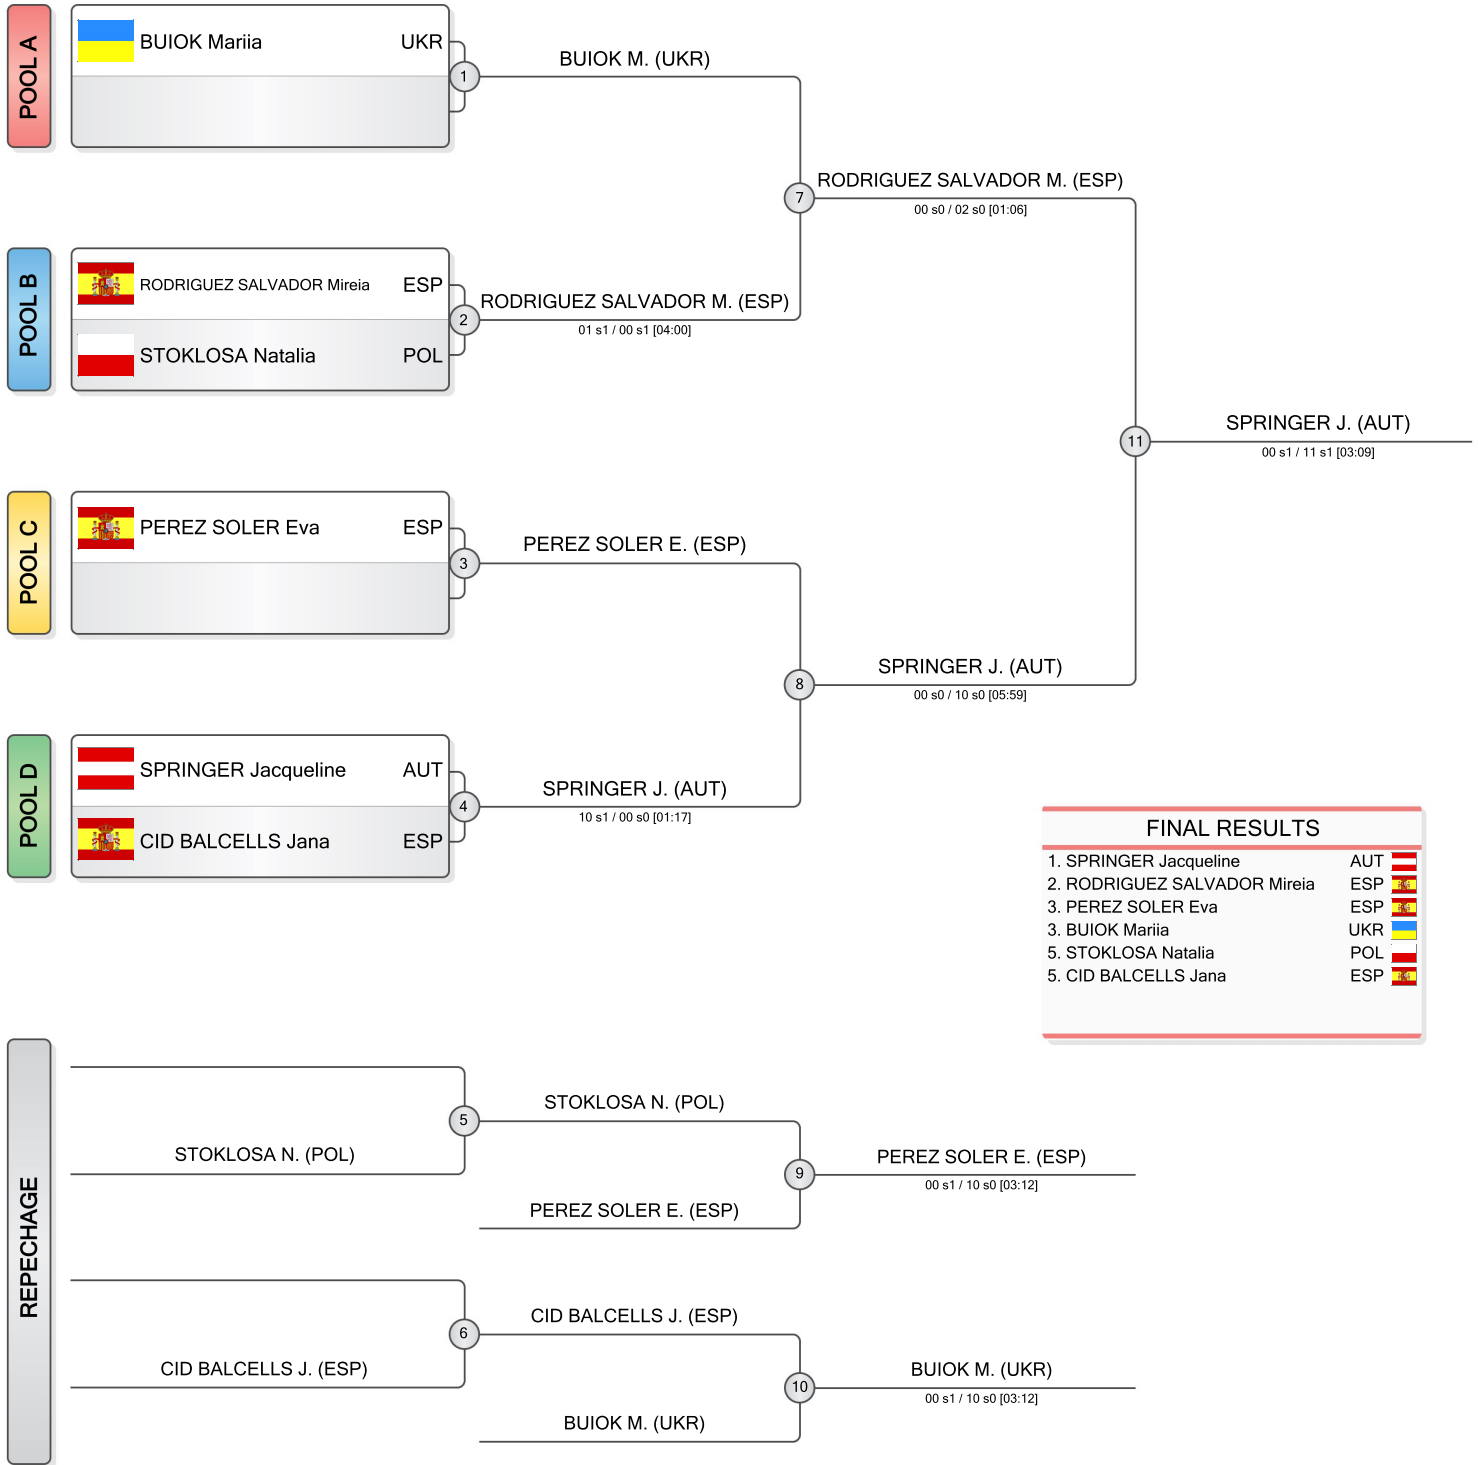 POOL A
BUIOK Mariia UKR
1
BUIOK M. (UKR)
7
RODRIGUEZ SALVADOR M. (ESP)
00 s0 / 02 s0 [01:06]
POOL B
RODRIGUEZ SALVADOR Mireia ESP
STOKLOSA Natalia POL
2
RODRIGUEZ SALVADOR M. (ESP)
01 s1 / 00 s1 [04:00]
11
SPRINGER J. (AUT)
00 s1 / 11 s1 [03:09]
POOL C
PEREZ SOLER Eva ESP
3
PEREZ SOLER E. (ESP)
8
SPRINGER J. (AUT)
00 s0 / 10 s0 [05:59]
POOL D
SPRINGER Jacqueline AUT
CID BALCELLS Jana ESP
4
SPRINGER J. (AUT)
10 s1 / 00 s0 [01:17]
FINAL RESULTS
1. SPRINGER Jacqueline AUT
2. RODRIGUEZ SALVADOR Mireia ESP
3. PEREZ SOLER Eva ESP
3. BUIOK Mariia UKR
5. STOKLOSA Natalia POL
5. CID BALCELLS Jana ESP
REPECHAGE
STOKLOSA N. (POL)
5
STOKLOSA N. (POL)
PEREZ SOLER E. (ESP)
9
PEREZ SOLER E. (ESP)
00 s1 / 10 s0 [03:12]
CID BALCELLS J. (ESP)
6
CID BALCELLS J. (ESP)
BUIOK M. (UKR)
10
BUIOK M. (UKR)
00 s1 / 10 s0 [03:12]